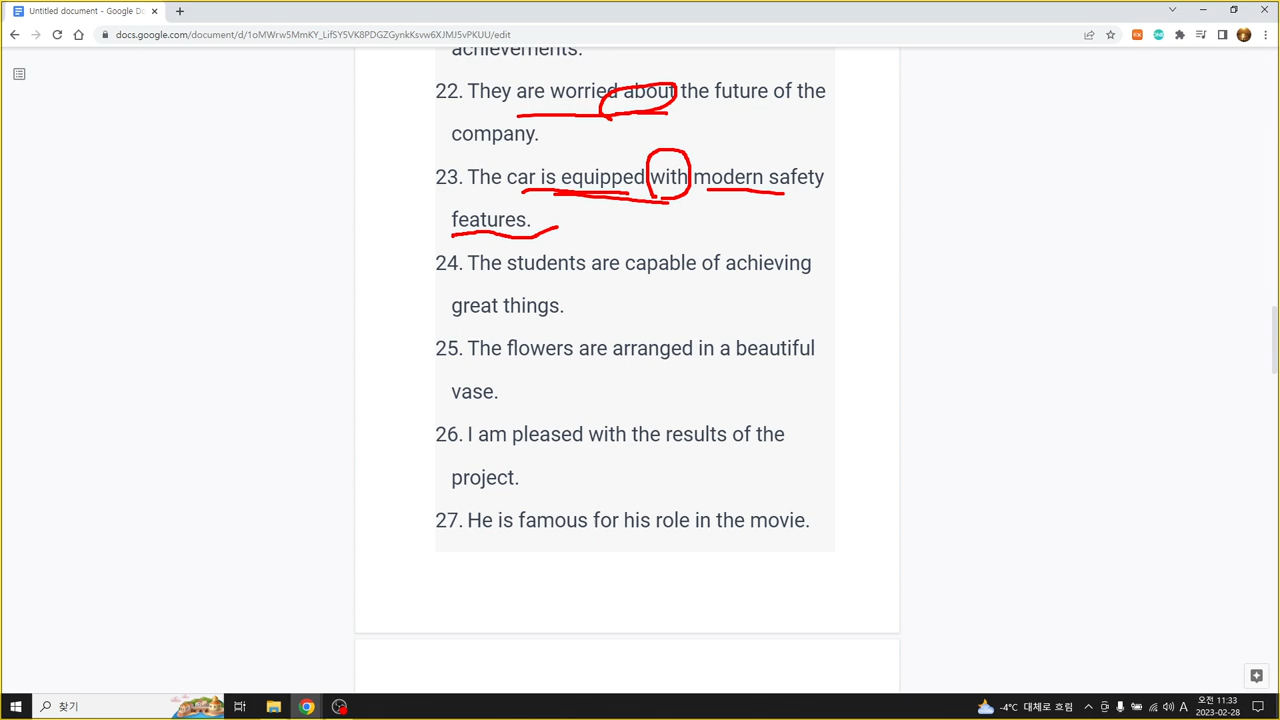 Untitled document - Google Do
docs.google.com/document/d/1oMWrw5MmKY_LifSY5VK8PDGZGynkKsvw6XJMJ5vPKUU/edit
achievements.
22. They are worried about the future of the
company.
23. The car is equipped with modern safety
features.
24. The students are capable of achieving
great things.
25. The flowers are arranged in a beautiful
vase.
26. I am pleased with the results of the
project.
27. He is famous for his role in the movie.
찾기
-4°C 대체로 흐림
A
오전 11:33
2023-02-28